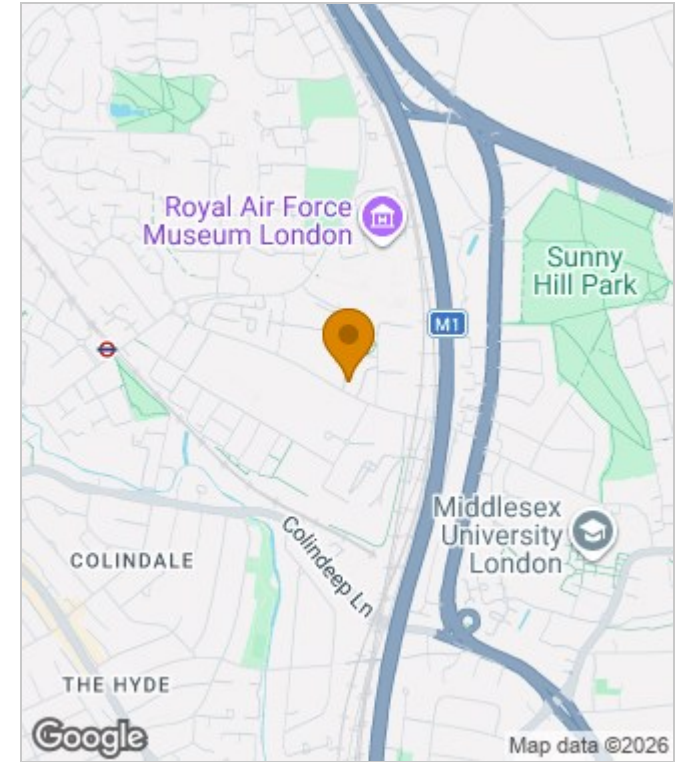 Royal Air Force
Museum London
Sunny
Hill Park
M1
Middlesex
University
London
Colindeep Ln
COLINDALE
THE HYDE
Google
Map data ©2026